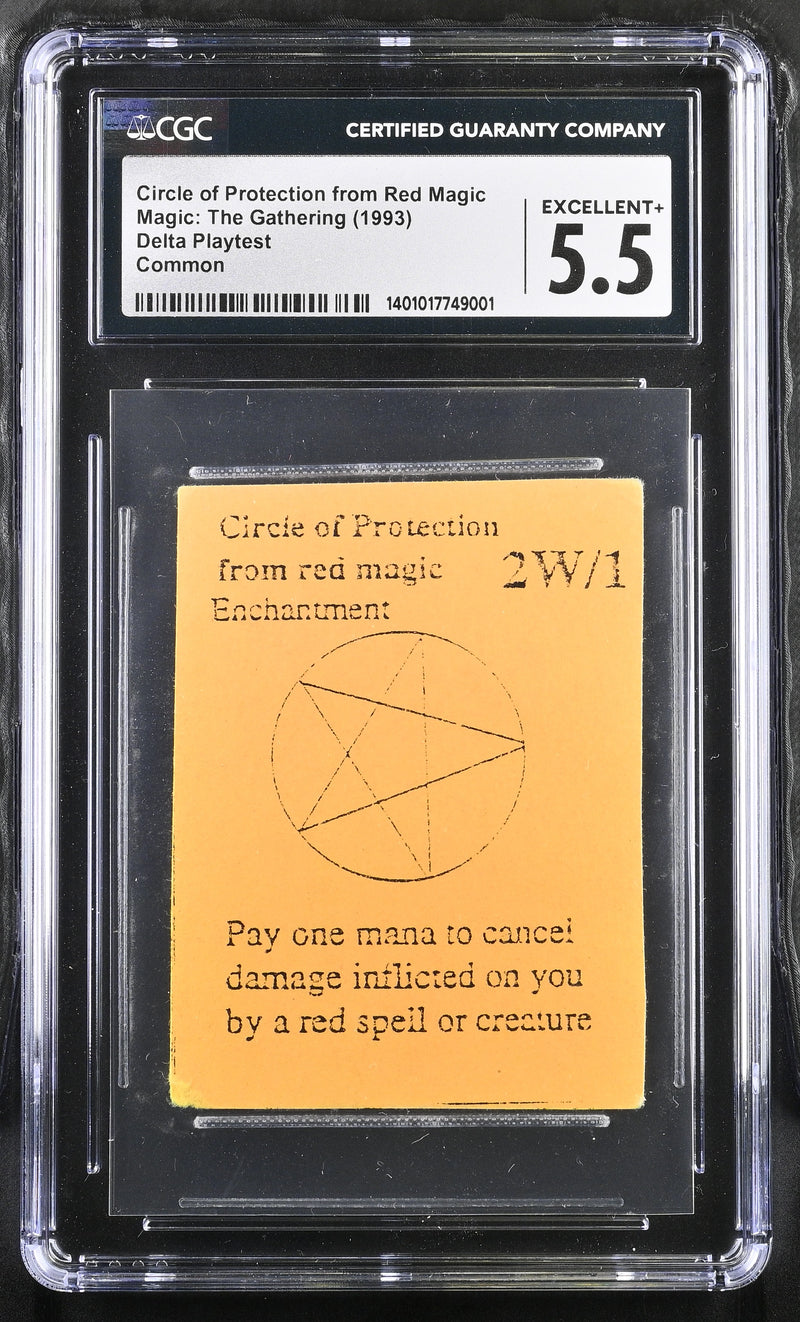 CGC
CERTIFIED GUARANTY COMPANY
Circle of Protection from Red Magic
Magic: The Gathering (1993)
Delta Playtest
Common
EXCELLENT+
5.5
1401017749001
Circle of Protection
from red magic
2W/1
Enchantment
Pay one mana to cancel
damage inflicted on you
by a red spell or creature